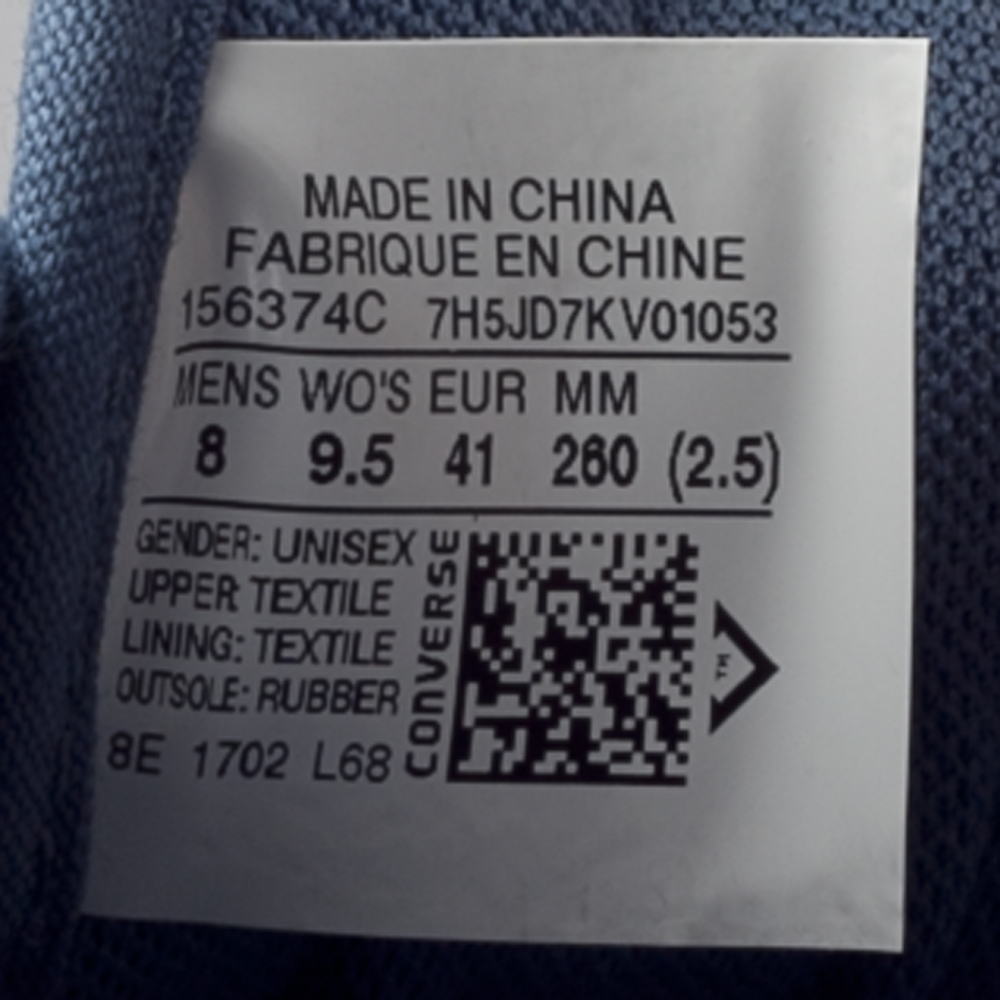 MADE IN CHINA
FABRIQUE EN CHINE
156374C 7H5JD7KV01053
MENS WO'S EUR MM
8 9.5 41 260 (2.5)
GENDER: UNISEX
UPPER: TEXTILE
LINING: TEXTILE
OUTSOLE: RUBBER
8E 1702 L68
CONVERSE
TM